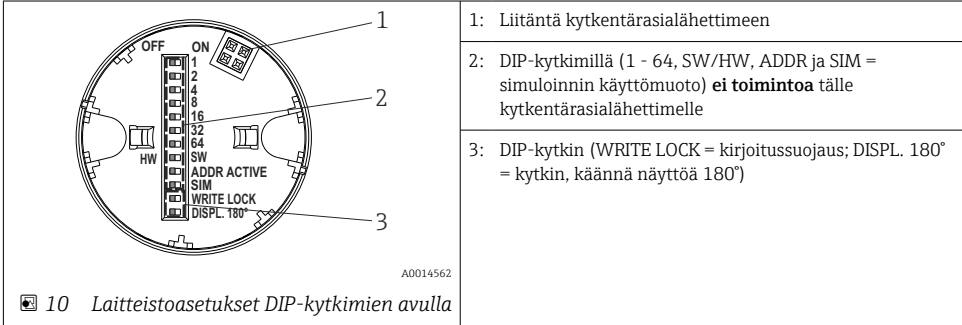 OFF ON
1
2
4
8
16
32
64
HW SW
ADDR ACTIVE
SIM
WRITE LOCK
DISPL. 180°
1
2
3
A0014562
10 Laitteistoasetukset DIP-kytkimien avulla
1: Liitäntä kytkentärasialähettimeen
2: DIP-kytkimillä (1 - 64, SW/HW, ADDR ja SIM =
simuloinnin käyttömuoto) ei toimintoa tälle
kytkentärasialähettimelle
3: DIP-kytkin (WRITE LOCK = kirjoitussuojaus; DISPL. 180°
= kytkin, käännä näyttöä 180°)